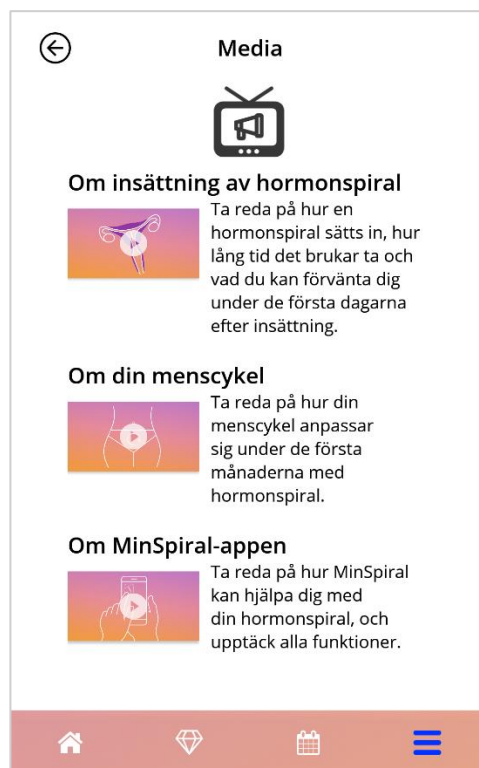 Media
Om insättning av hormonspiral
Ta reda på hur en
hormonspiral sätts in, hur
lång tid det brukar ta och
vad du kan förvänta dig
under de första dagarna
efter insättning.
Om din menscykel
Ta reda på hur din
menscykel anpassar
sig under de första
månaderna med
hormonspiral.
Om MinSpiral-appen
Ta reda på hur MinSpiral
kan hjälpa dig med
din hormonspiral, och
upptäck alla funktioner.